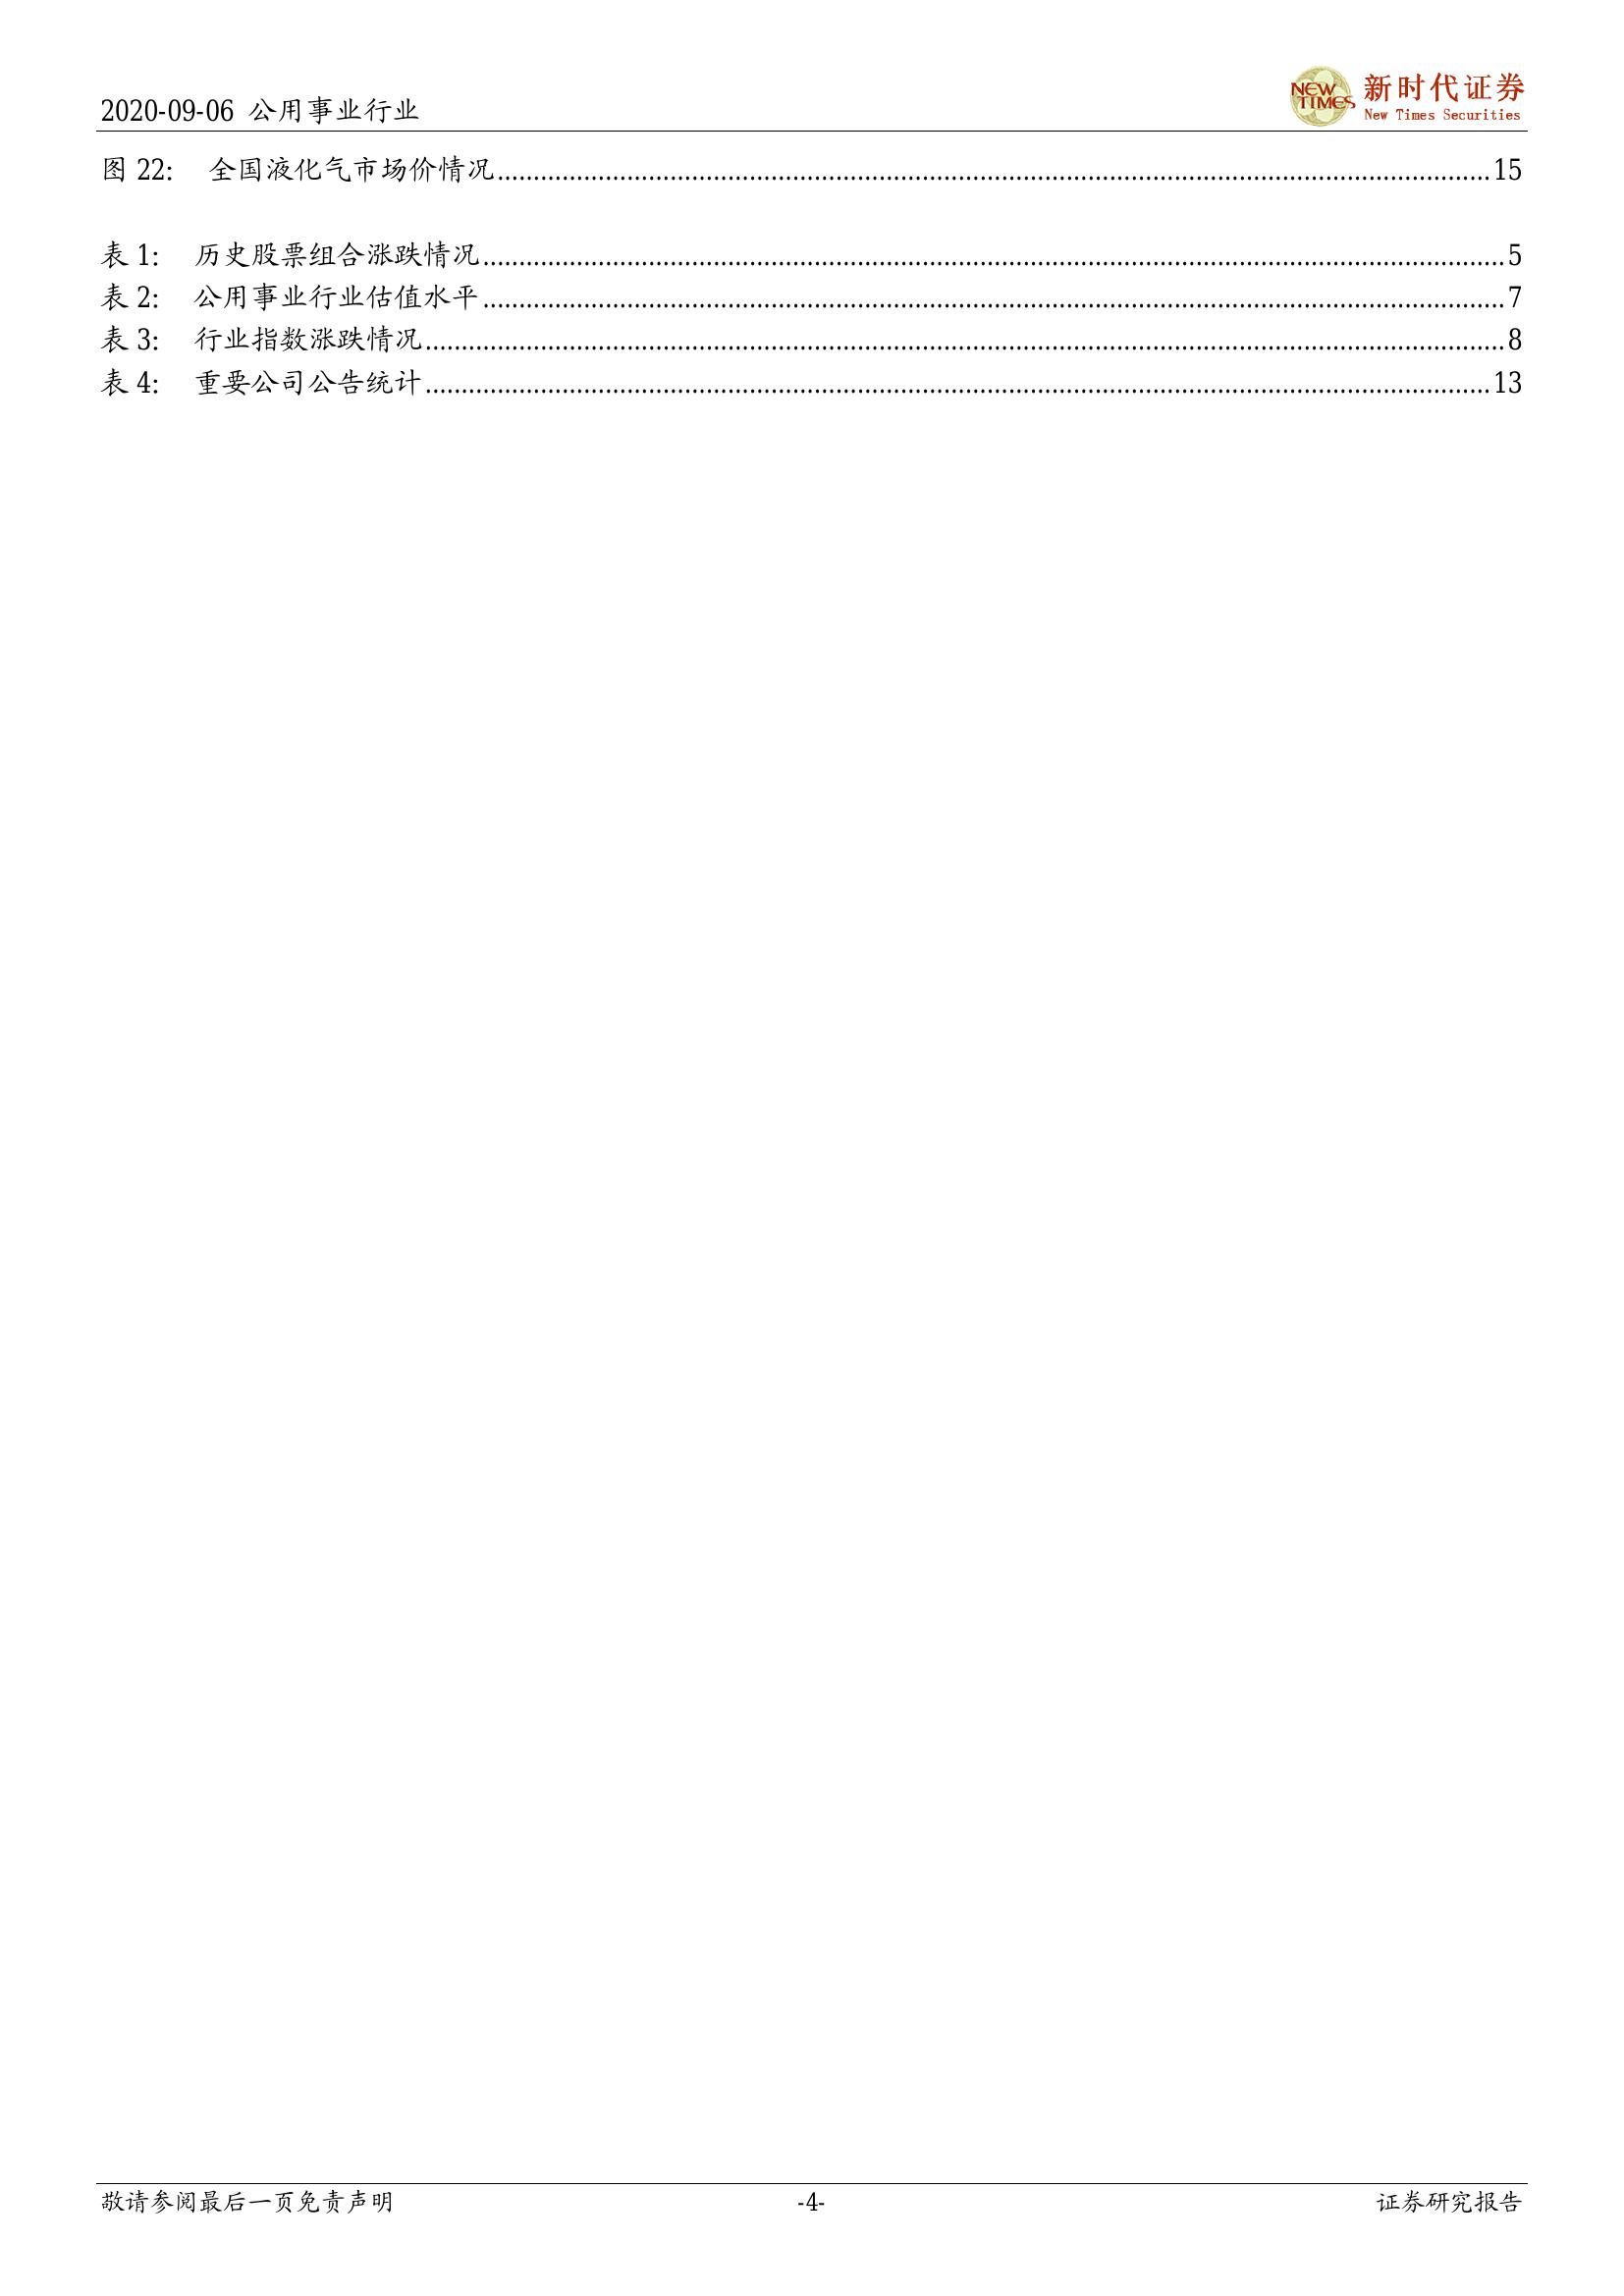 2020-09-06 公用事业行业
NEW TIMES
新时代证券
New Times Securities
图 22: 全国液化气市场价情况....................15
表 1: 历史股票组合涨跌情况....................5
表 2: 公用事业行业估值水平....................7
表 3: 行业指数涨跌情况....................8
表 4: 重要公司公告统计....................13
敬请参阅最后一页免责声明 -4- 证券研究报告